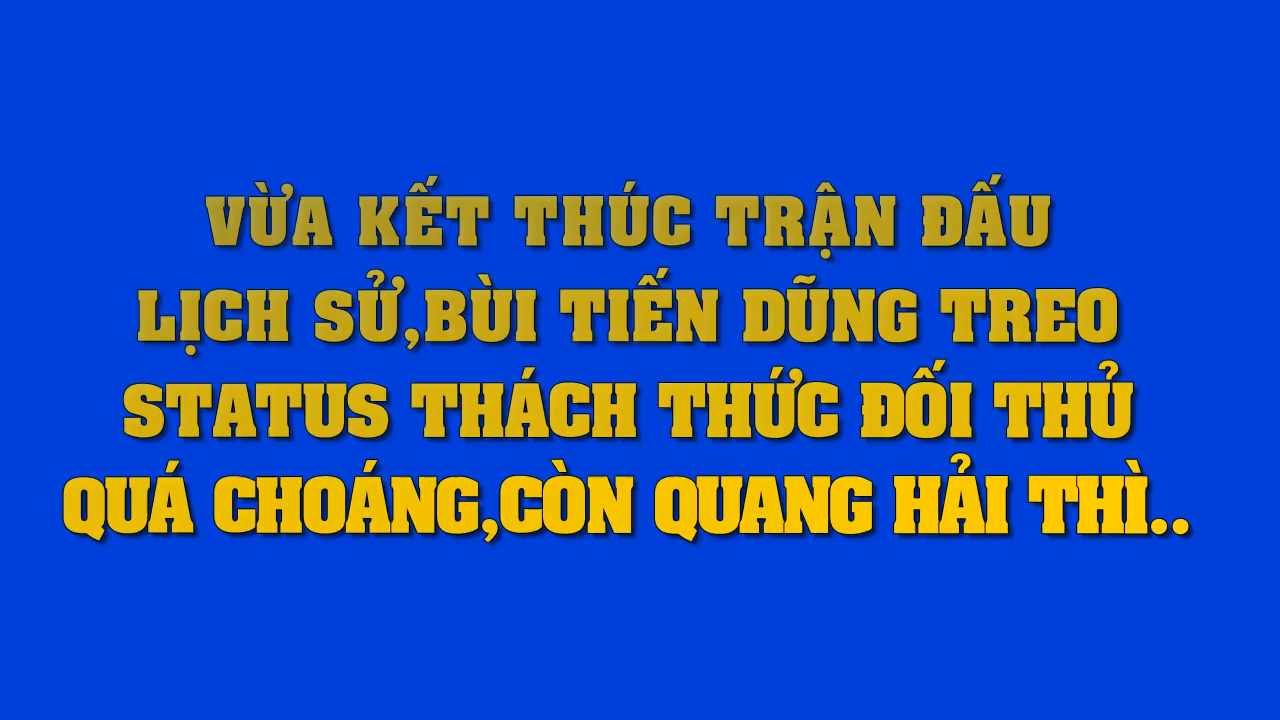 VỪA KẾT THÚC TRẬN ĐẤU
LỊCH SỬ,BÙI TIẾN DŨNG TREO
STATUS THÁCH THỨC ĐỐI THỦ
QUÁ CHOÁNG,CÒN QUANG HẢI THÌ..